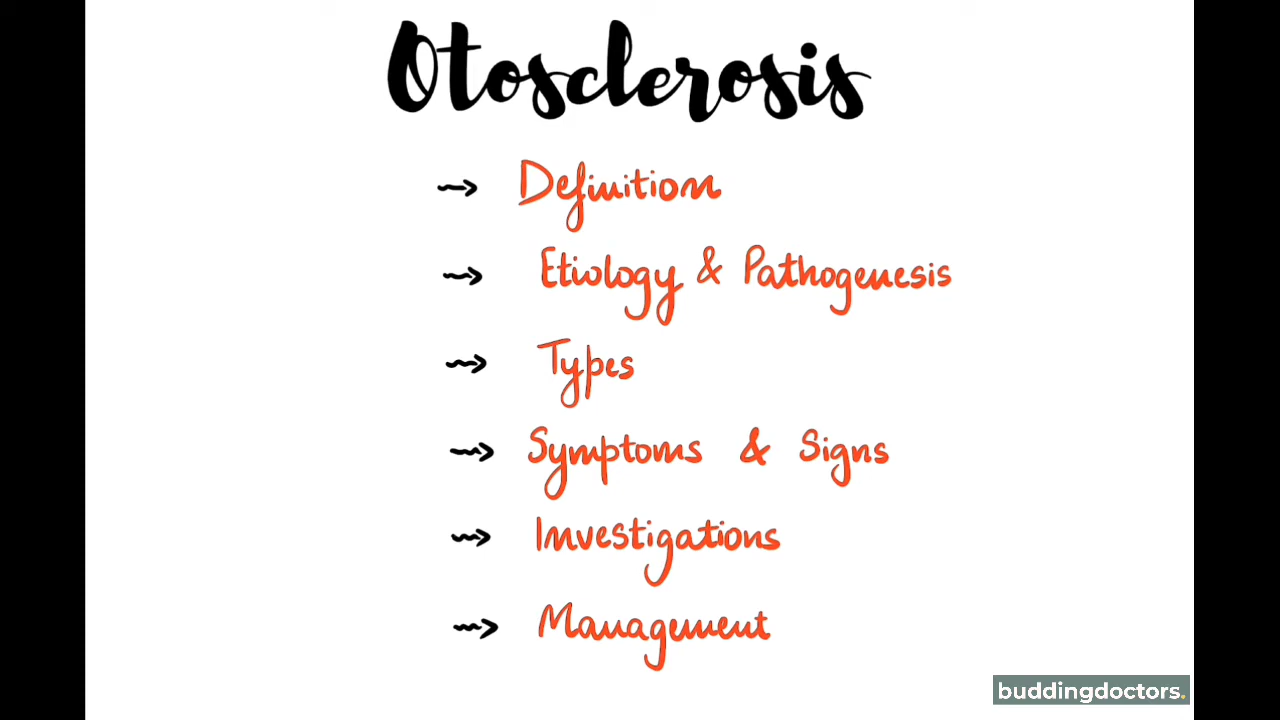 Otosclerosis
⇝ Definition
⇝ Etiology & Pathogenesis
⇝ Types
⇝ Symptoms & Signs
⇝ Investigations
⇝ Management
buddingdoctors.